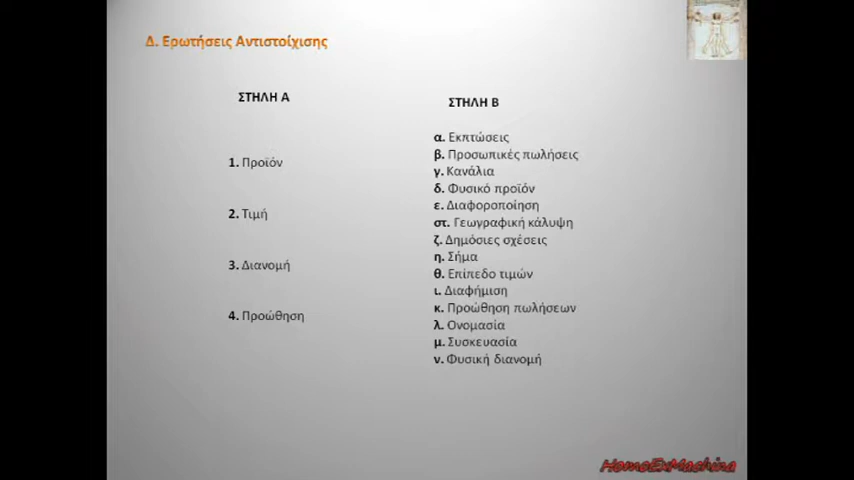 Δ. Ερωτήσεις Αντιστοίχισης
ΣΤΗΛΗ Α
1. Προϊόν
2. Τιμή
3. Διανομή
4. Προώθηση
ΣΤΗΛΗ Β
α. Εκπτώσεις
β. Προσωπικές πωλήσεις
γ. Κανάλια
δ. Φυσικό προϊόν
ε. Διαφοροποίηση
στ. Γεωγραφική κάλυψη
ζ. Δημόσιες σχέσεις
η. Σήμα
θ. Επίπεδο τιμών
ι. Διαφήμιση
κ. Προώθηση πωλήσεων
λ. Ονομασία
μ. Συσκευασία
ν. Φυσική διανομή
HomoExMachina